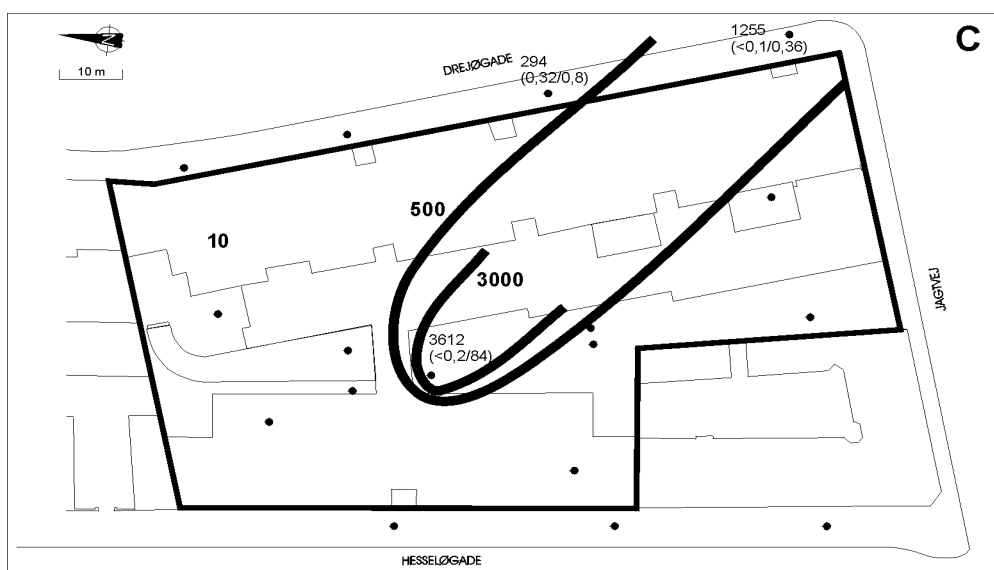 C
N
10 m
DREJØGADE
294
(0,32/0,8)
1255
(<0,1/0,36)
500
10
3000
3612
(<0,2/84)
JAGTVEJ
HESSELØGADE